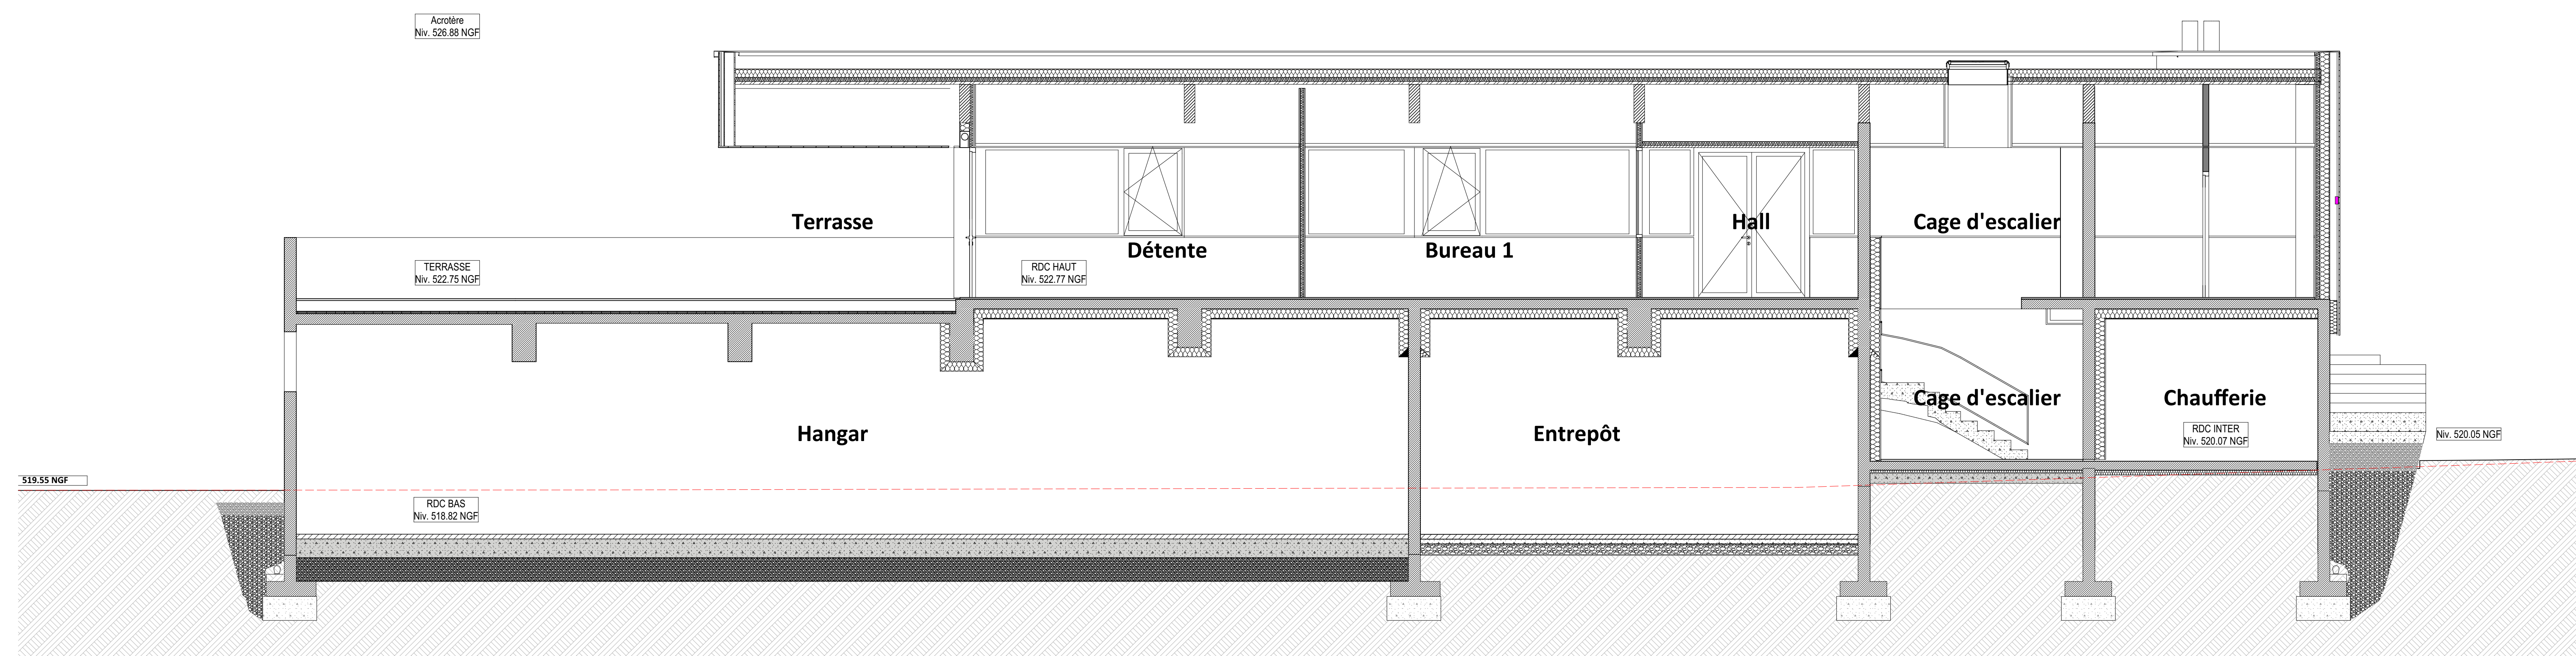 Acrotère
Niv. 526.88 NGF
Terrasse
Hall
Cage d'escalier
Détente
Bureau 1
TERRASSE
Niv. 522.75 NGF
RDC HAUT
Niv. 522.77 NGF
Cage d'escalier
Chaufferie
Hangar
Entrepôt
RDC INTER
Niv. 520.07 NGF
Niv. 520.05 NGF
519.55 NGF
RDC BAS
Niv. 518.82 NGF